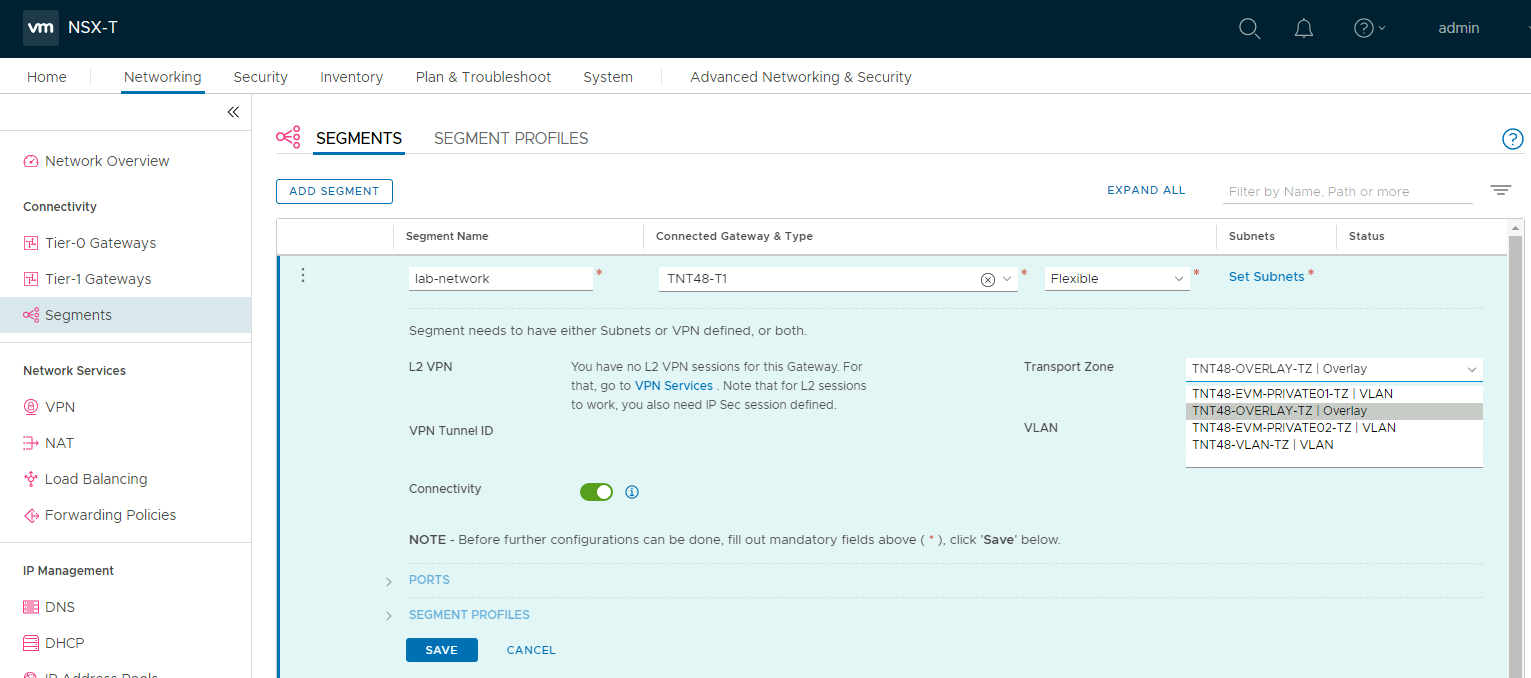 vm NSX-T admin
Home Networking Security Inventory Plan & Troubleshoot System Advanced Networking & Security
Network Overview
Connectivity
Tier-0 Gateways
Tier-1 Gateways
Segments
Network Services
VPN
NAT
Load Balancing
Forwarding Policies
IP Management
DNS
DHCP
IP Address Pools
SEGMENTS SEGMENT PROFILES
ADD SEGMENT EXPAND ALL Filter by Name, Path or more
Segment Name Connected Gateway & Type Subnets Status
lab-network * TNT48-T1 * Flexible * Set Subnets *
Segment needs to have either Subnets or VPN defined, or both.
L2 VPN You have no L2 VPN sessions for this Gateway. For
that, go to VPN Services . Note that for L2 sessions
to work, you also need IP Sec session defined.
Transport Zone TNT48-OVERLAY-TZ | Overlay
TNT48-EVM-PRIVATE01-TZ | VLAN
TNT48-OVERLAY-TZ | Overlay
TNT48-EVM-PRIVATE02-TZ | VLAN
TNT48-VLAN-TZ | VLAN
VPN Tunnel ID VLAN
Connectivity
NOTE - Before further configurations can be done, fill out mandatory fields above ( * ), click 'Save' below.
PORTS
SEGMENT PROFILES
SAVE CANCEL